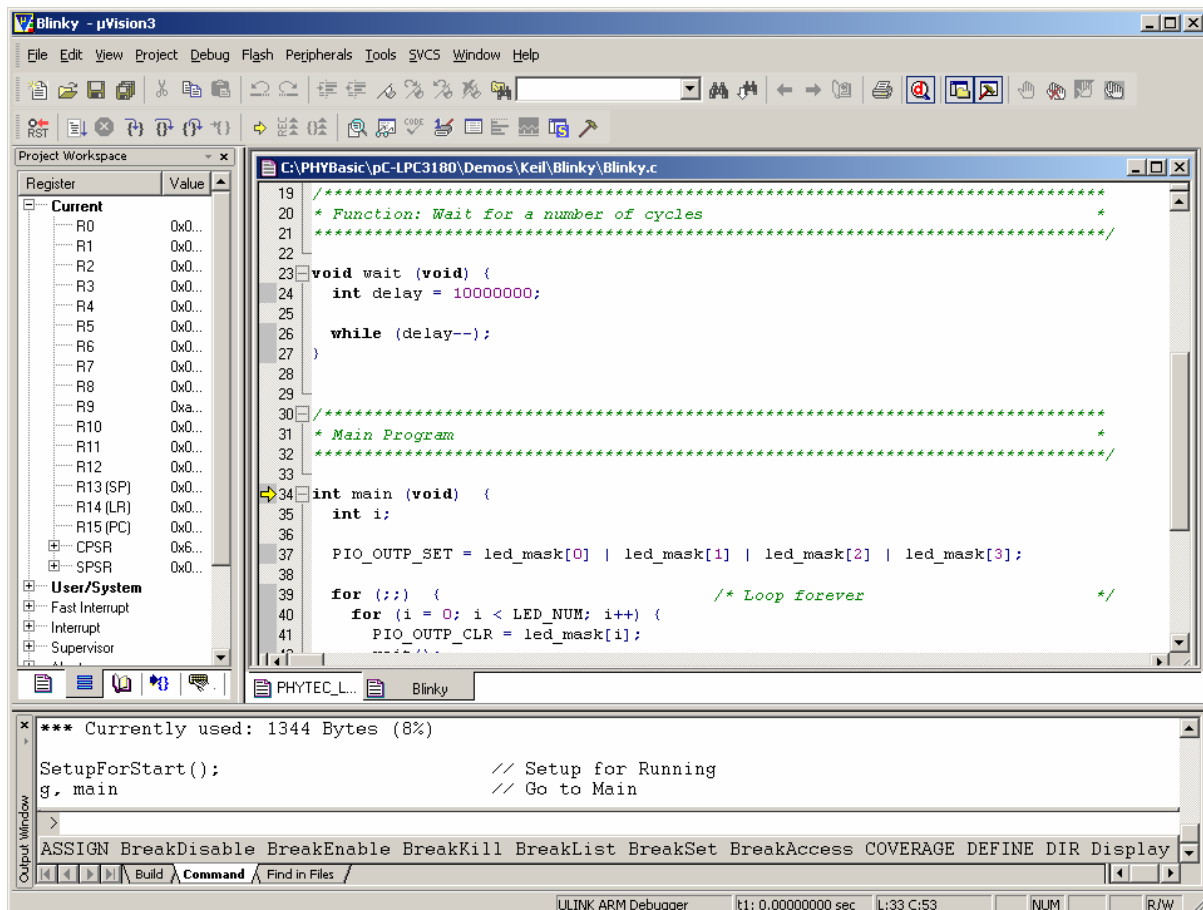 Blinky - µVision3
File Edit View Project Debug Flash Peripherals Tools SVCS Window Help
RST
CODE
Project Workspace
Register Value
Current
R0 0x0...
R1 0x0...
R2 0x0...
R3 0x0...
R4 0x0...
R5 0x0...
R6 0x0...
R7 0x0...
R8 0x0...
R9 0xa...
R10 0x0...
R11 0x0...
R12 0x0...
R13 (SP) 0x0...
R14 (LR) 0x0...
R15 (PC) 0x0...
CPSR 0x6...
SPSR 0x0...
User/System
Fast Interrupt
Interrupt
Supervisor
C:\PHYBasic\pC-LPC3180\Demos\Keil\Blinky\Blinky.c
19 /******************************************************************************
20 * Function: Wait for a number of cycles *
21 ******************************************************************************/
22
23 void wait (void) {
24 int delay = 10000000;
25
26 while (delay--);
27 }
28
29
30 /******************************************************************************
31 * Main Program *
32 ******************************************************************************/
33
34 int main (void) {
35 int i;
36
37 PIO_OUTP_SET = led_mask[0] | led_mask[1] | led_mask[2] | led_mask[3];
38
39 for (;;) { /* Loop forever */
40 for (i = 0; i < LED_NUM; i++) {
41 PIO_OUTP_CLR = led_mask[i];
PHYTEC_L... Blinky
*** Currently used: 1344 Bytes (8%)
SetupForStart(); // Setup for Running
g, main // Go to Main
>
ASSIGN BreakDisable BreakEnable BreakKill BreakList BreakSet BreakAccess COVERAGE DEFINE DIR Display
Output Window
Build Command Find in Files
ULINK ARM Debugger t1: 0.00000000 sec L:33 C:53 NUM R/W